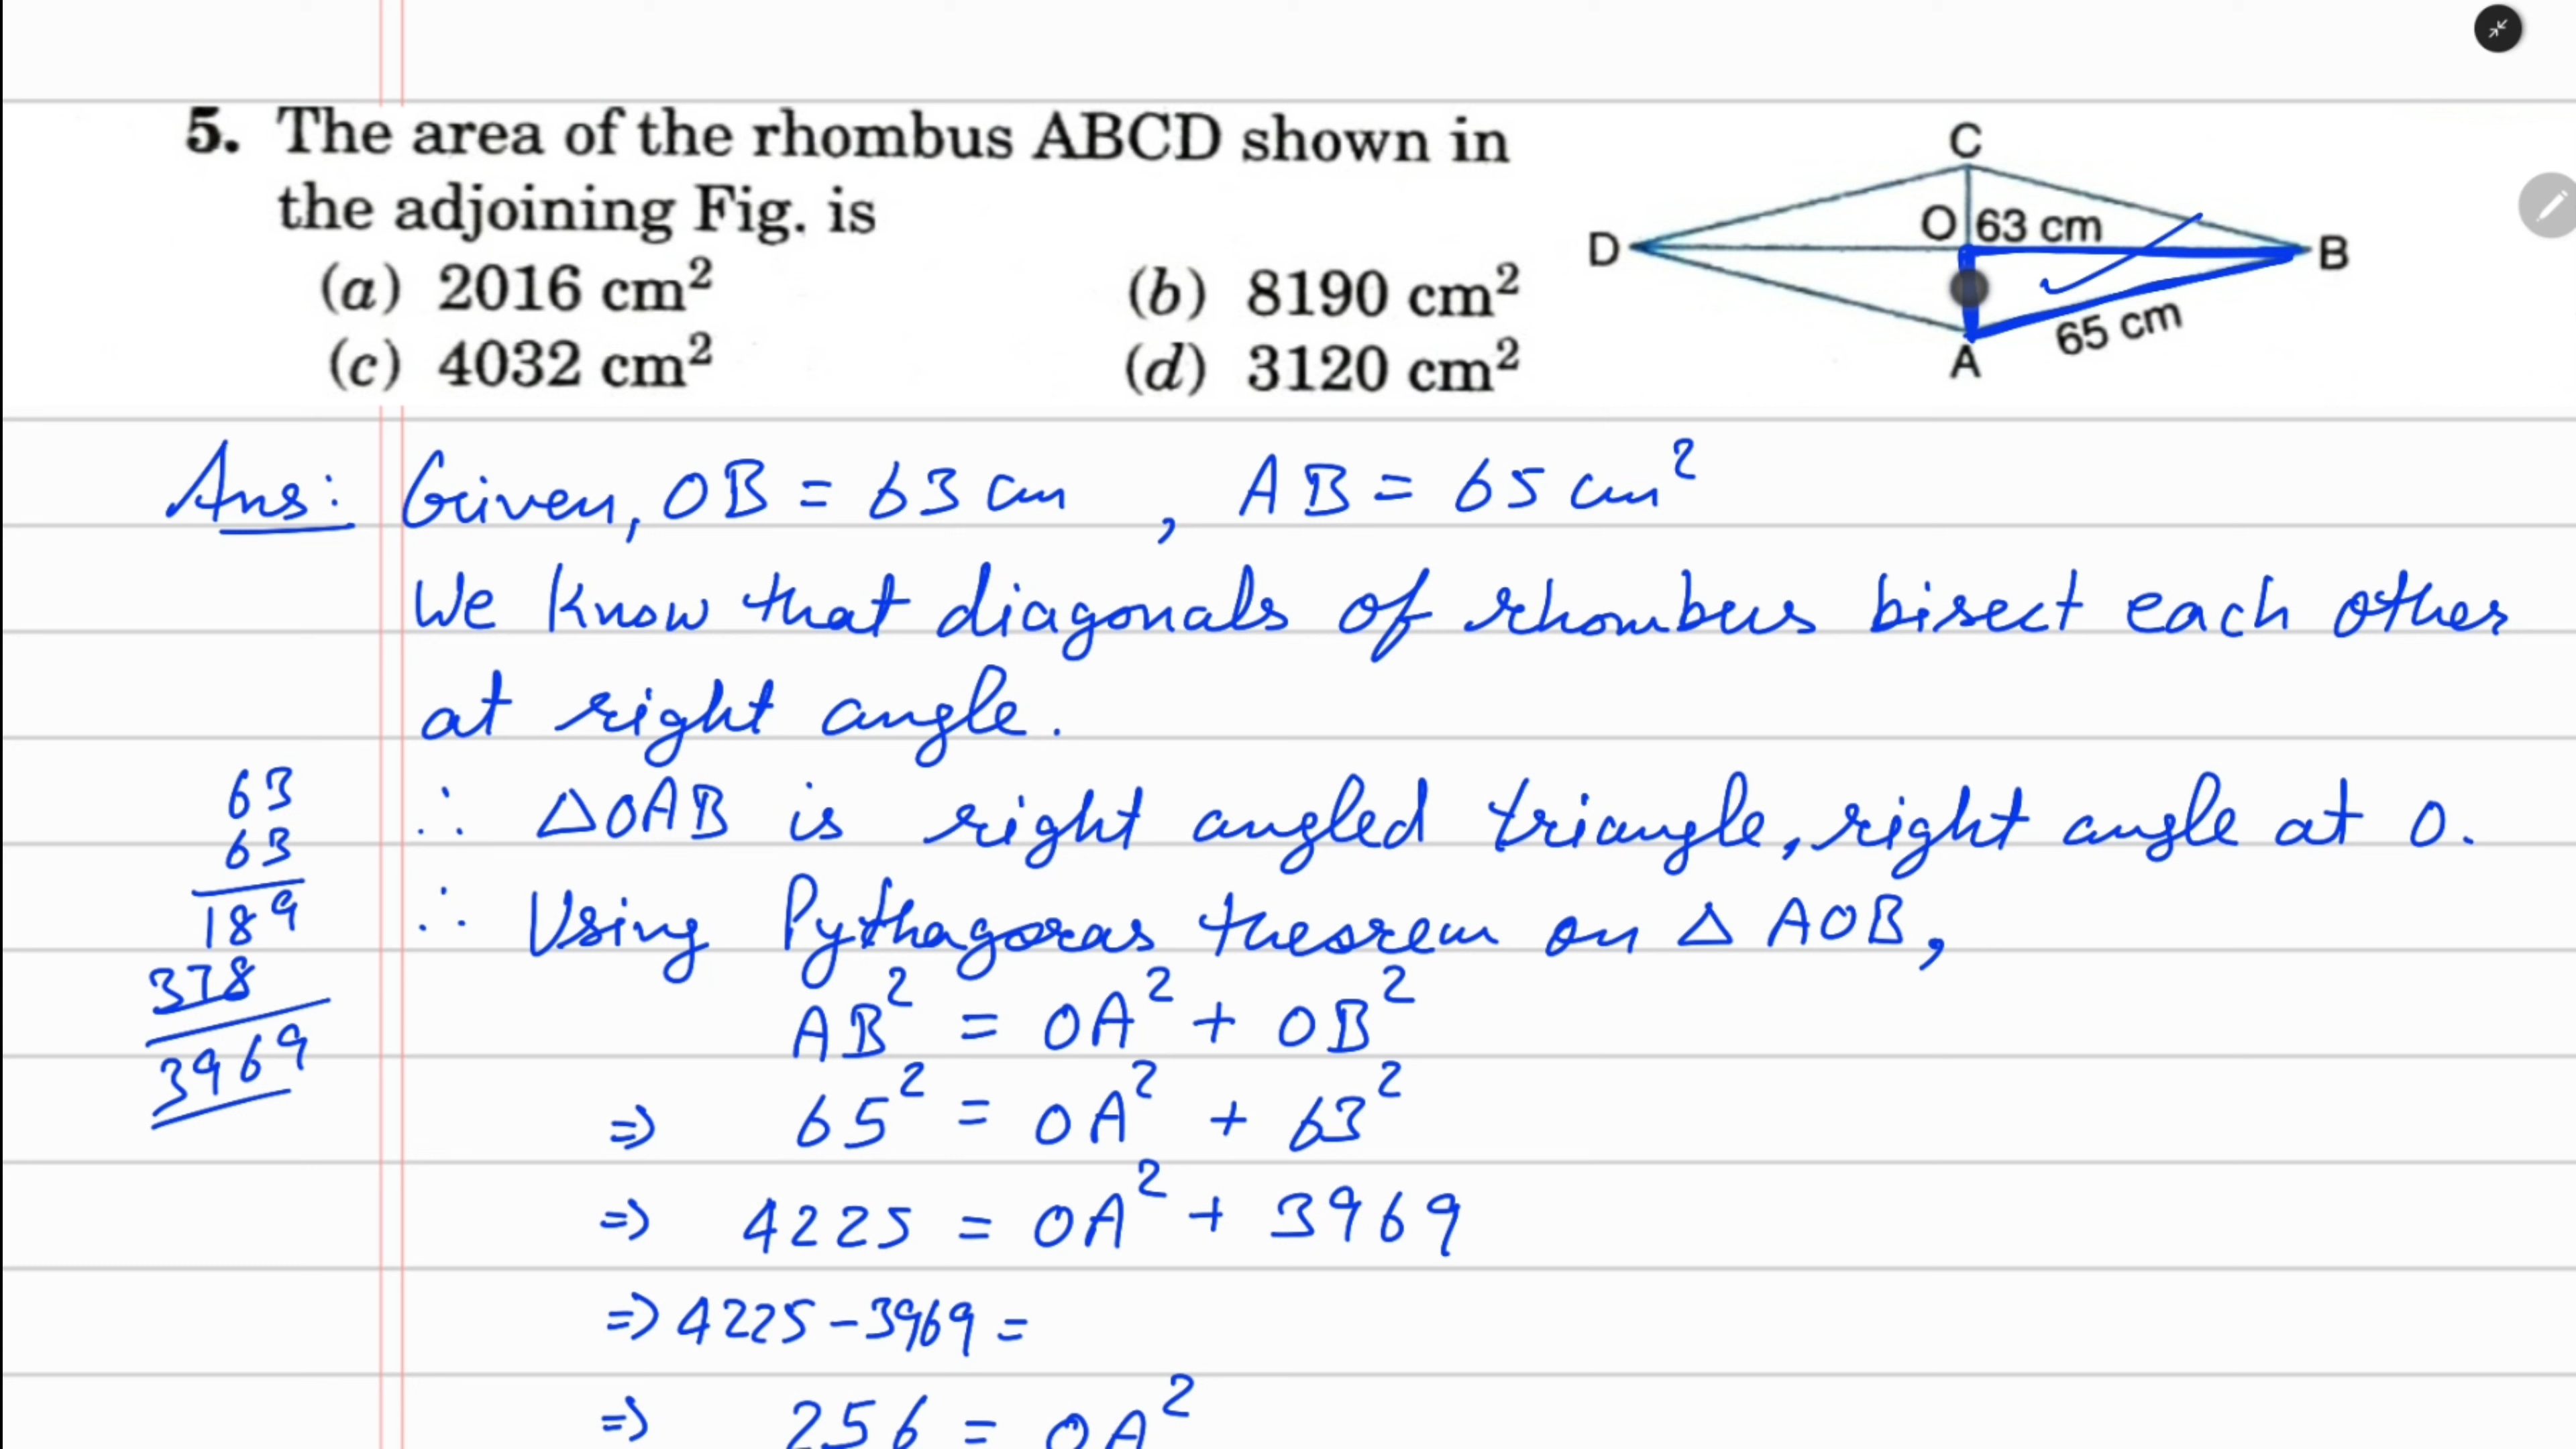 5. The area of the rhombus ABCD shown in
the adjoining Fig. is
(a) 2016 cm²
(b) 8190 cm²
(c) 4032 cm²
(d) 3120 cm²
C
O 63 cm
D
B
65 cm
A
Ans: Given, OB = 63 cm , AB = 65 cm²
We know that diagonals of rhombus bisect each other
at right angle.
∴ △OAB is right angled triangle, right angle at O.
∴ Using Pythagoras theorem on △ AOB,
63
63
189
378
3969
AB² = OA² + OB²
⇒ 65² = OA² + 63²
⇒ 4225 = OA² + 3969
⇒ 4225 - 3969 =
⇒ 256 = OA²